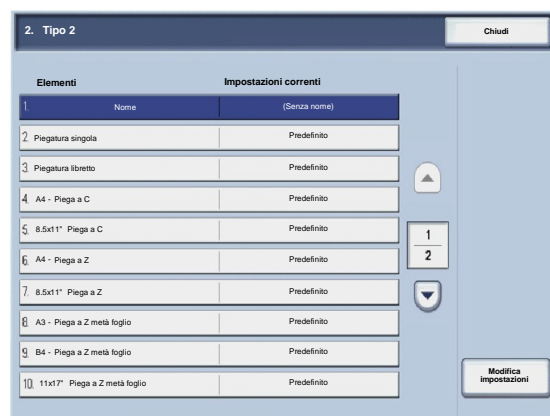 2. Tipo 2
Chiudi
Elementi Impostazioni correnti
1. Nome (Senza nome)
2. Piegatura singola Predefinito
3. Piegatura libretto Predefinito
4. A4 - Piega a C Predefinito
5. 8.5x11" Piega a C Predefinito
6. A4 - Piega a Z Predefinito
7. 8.5x11" Piega a Z Predefinito
8. A3 - Piega a Z metà foglio Predefinito
9. B4 - Piega a Z metà foglio Predefinito
10. 11x17" Piega a Z metà foglio Predefinito
1
2
Modifica
impostazioni